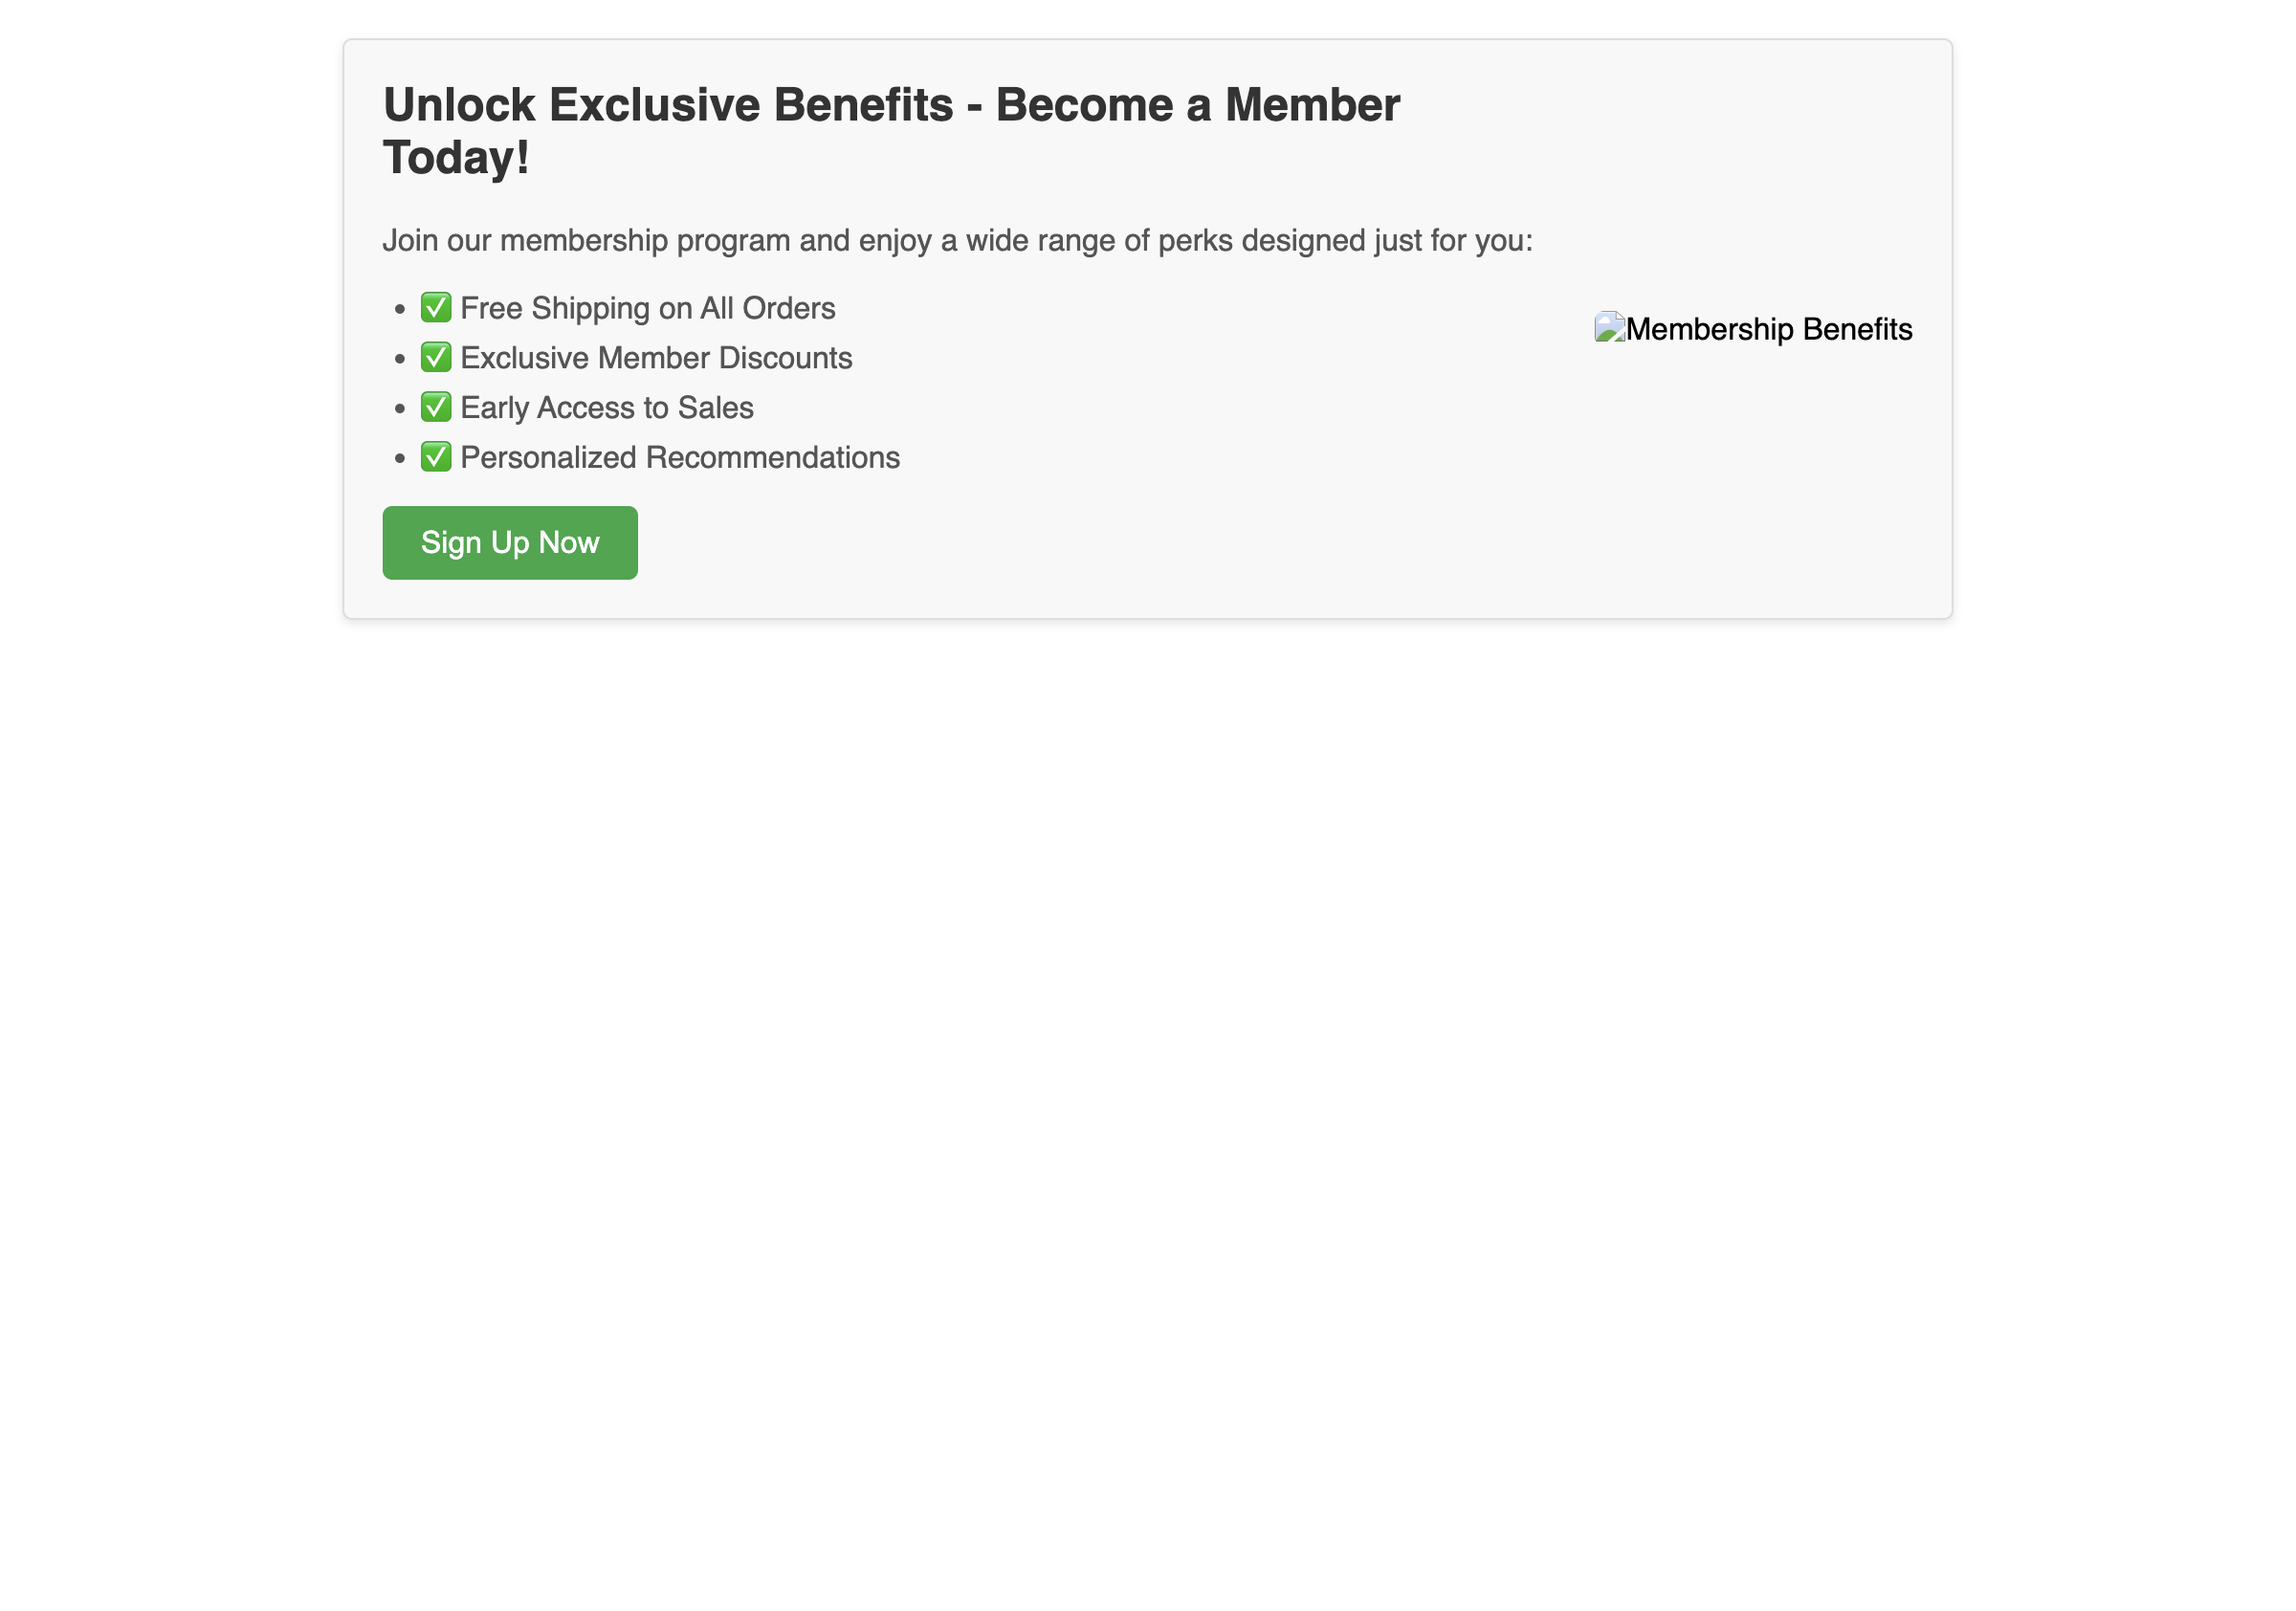 Unlock Exclusive Benefits - Become a Member
Today!
Join our membership program and enjoy a wide range of perks designed just for you:
• ✅ Free Shipping on All Orders
• ✅ Exclusive Member Discounts
• ✅ Early Access to Sales
• ✅ Personalized Recommendations
Membership Benefits
Sign Up Now